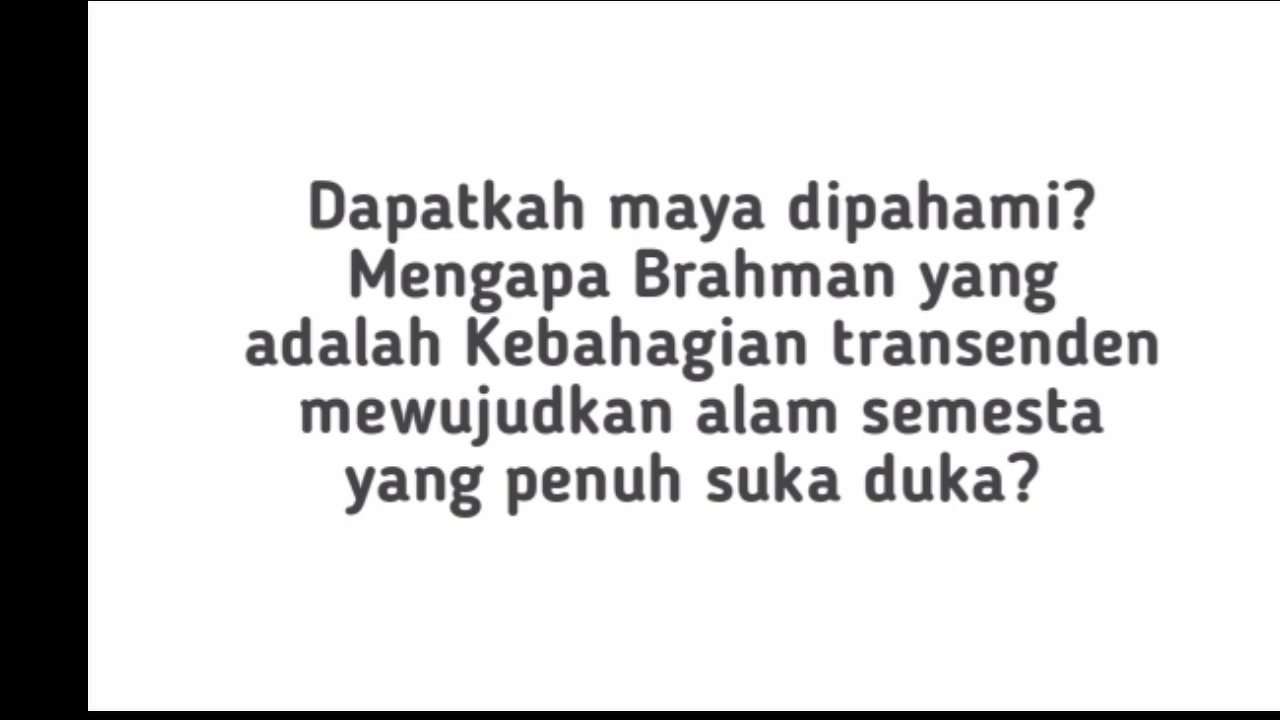 Dapatkah maya dipahami?
Mengapa Brahman yang
adalah Kebahagian transenden
mewujudkan alam semesta
yang penuh suka duka?